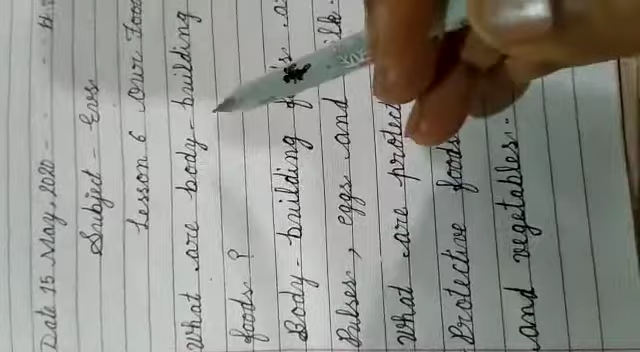 Date 15 May, 2020 -
Subject - Evs
Lesson 6 our Food
What are body-building
foods?
Body-building
Pulses, eggs and
What are
Protective foods
and vegetables.